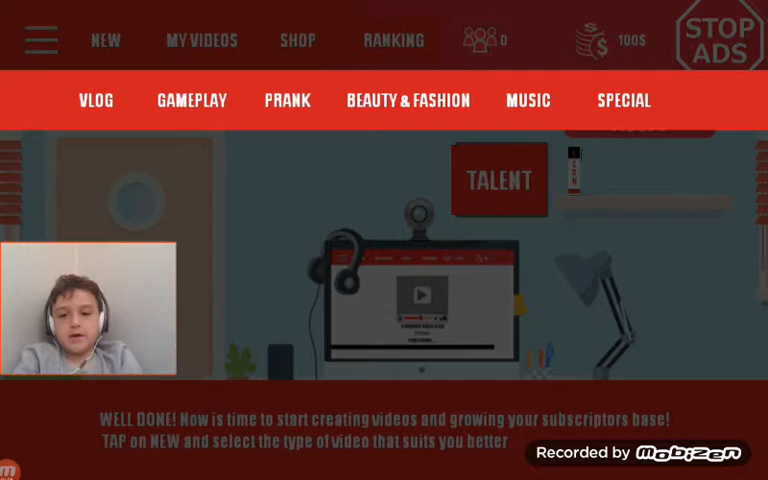 NEW MY VIDEOS SHOP RANKING 0 100$ STOP ADS
VLOG GAMEPLAY PRANK BEAUTY & FASHION MUSIC SPECIAL
TALENT
WELL DONE! Now is time to start creating videos and growing your subscriptors base!
TAP on NEW and select the type of video that suits you better
Recorded by MOBIZEN